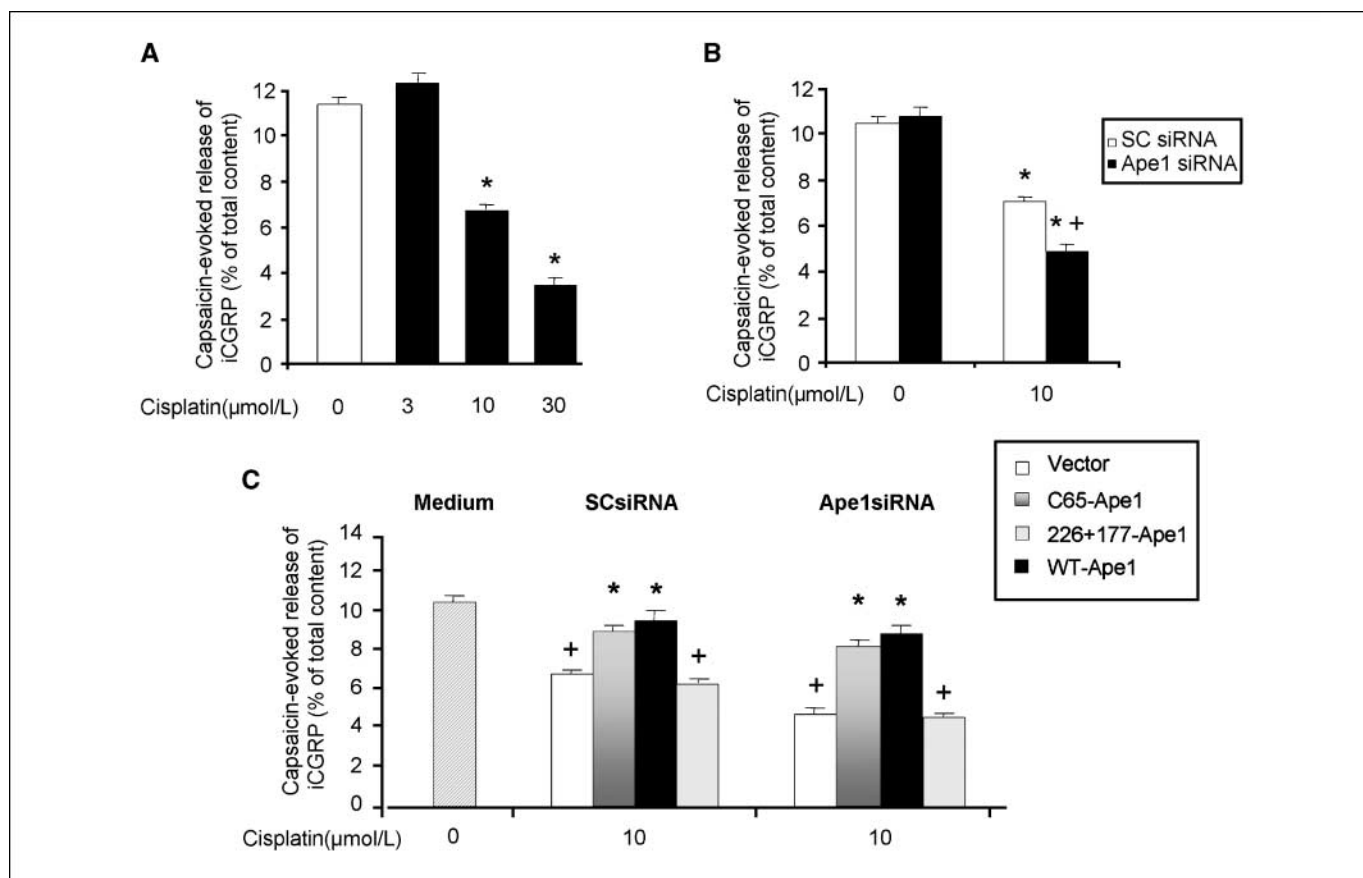 A
Capsaicin-evoked release of
iCGRP (% of total content)
12
10
8
6
4
2
0
*
*
Cisplatin(μmol/L) 0 3 10 30
B
Capsaicin-evoked release of
iCGRP (% of total content)
12
10
8
6
4
2
0
*
* +
Cisplatin(μmol/L) 0 10
SC siRNA
Ape1 siRNA
C
Medium SCsiRNA Ape1siRNA
Capsaicin-evoked release of
iCGRP (% of total content)
14
12
10
8
6
4
2
0
+ * * +
+ * * +
Cisplatin(μmol/L) 0 10 10
Vector
C65-Ape1
226+177-Ape1
WT-Ape1